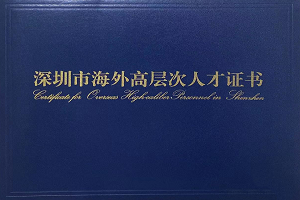 深圳市海外高层次人才证书
Certificate for Overseas High-caliber Personnel in Shenzhen